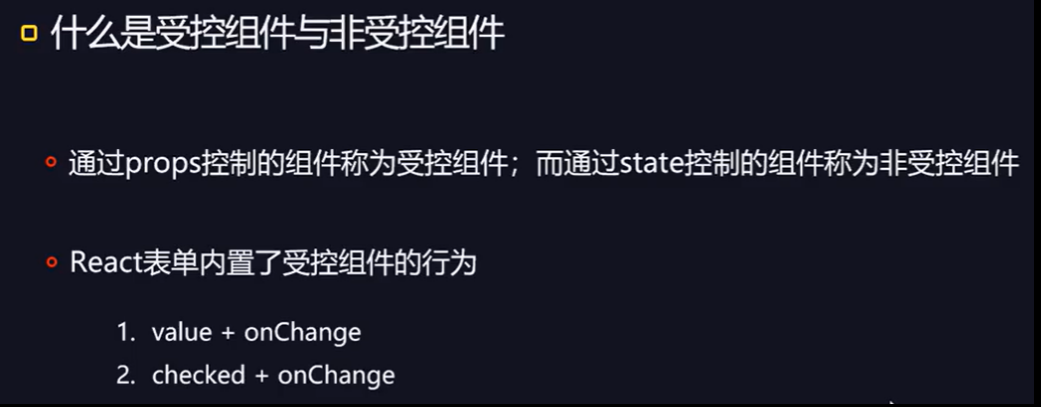 什么是受控组件与非受控组件
通过props控制的组件称为受控组件；而通过state控制的组件称为非受控组件
React表单内置了受控组件的行为
1. value + onChange
2. checked + onChange